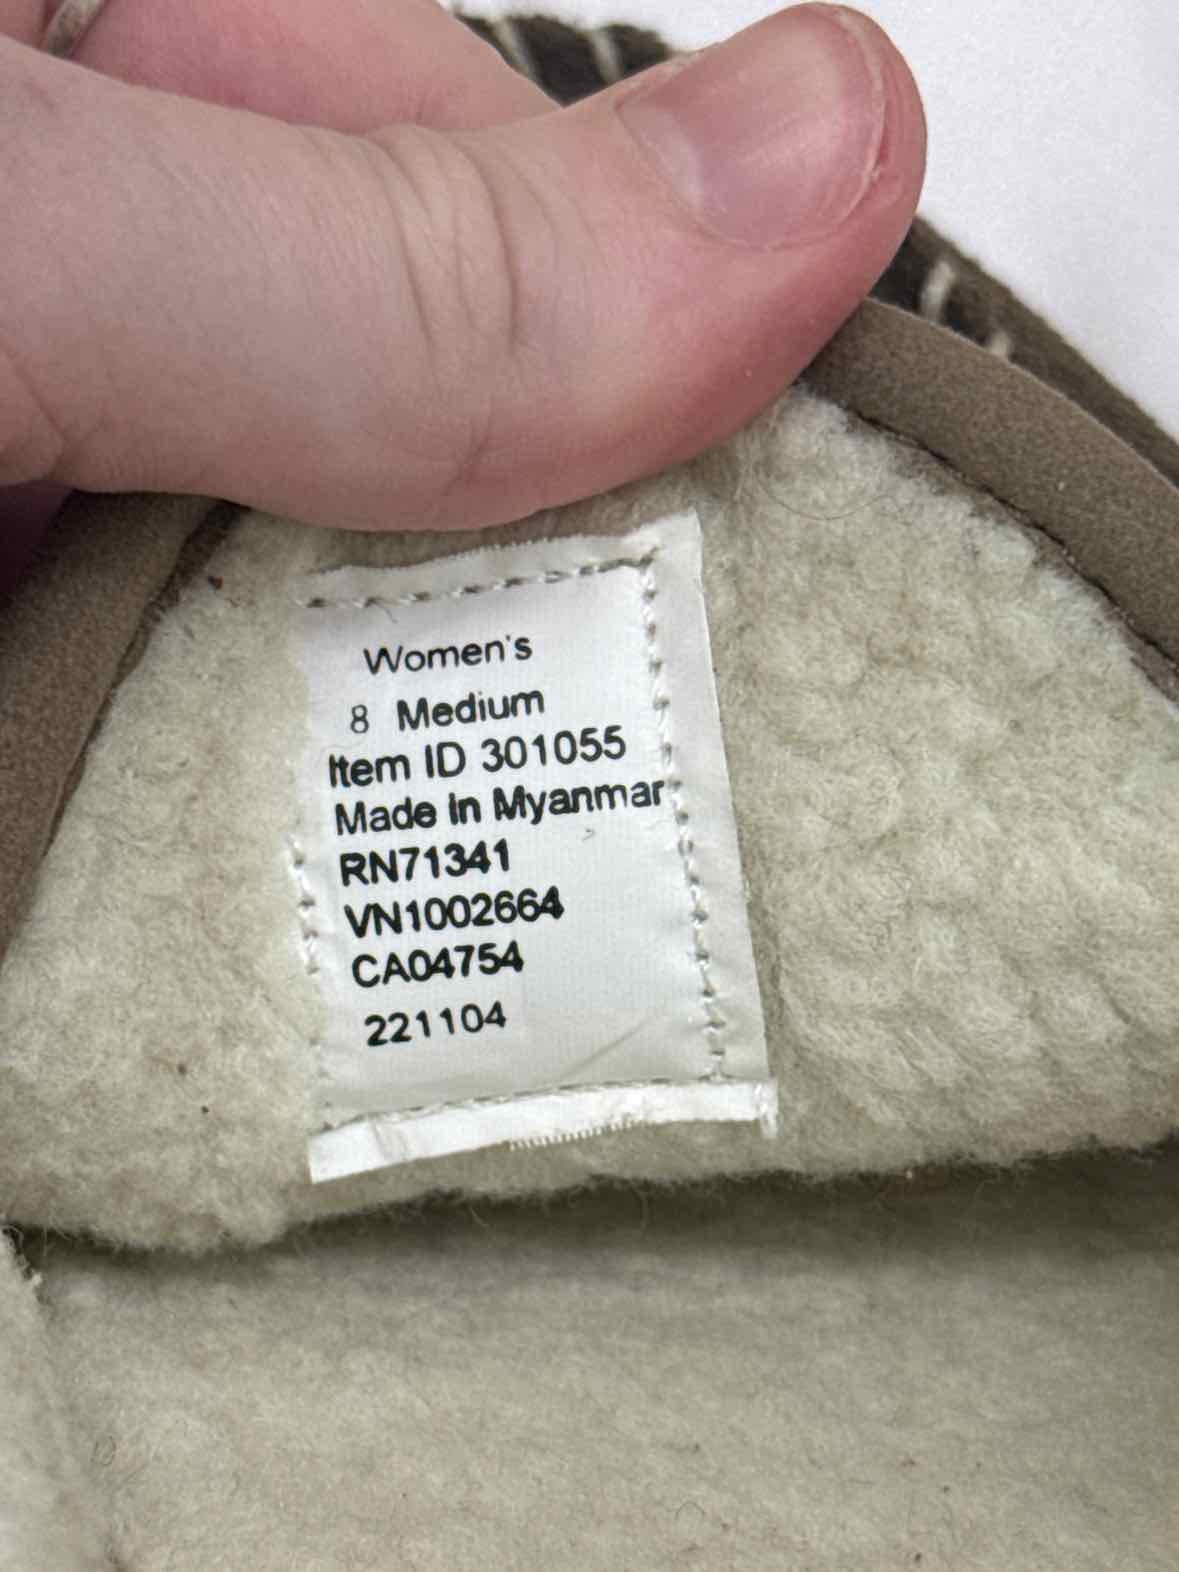 Women's
8 Medium
Item ID 301055
Made In Myanmar
RN71341
VN1002664
CA04754
221104